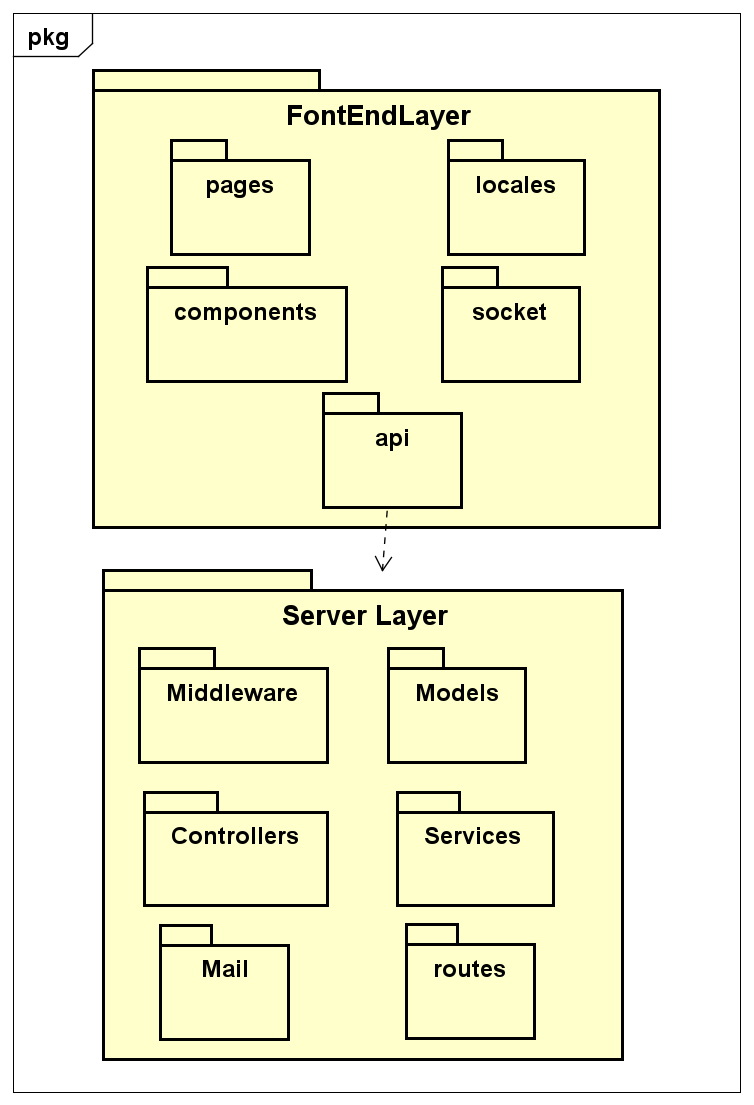 pkg
FontEndLayer
pages
locales
components
socket
api
Server Layer
Middleware
Models
Controllers
Services
Mail
routes